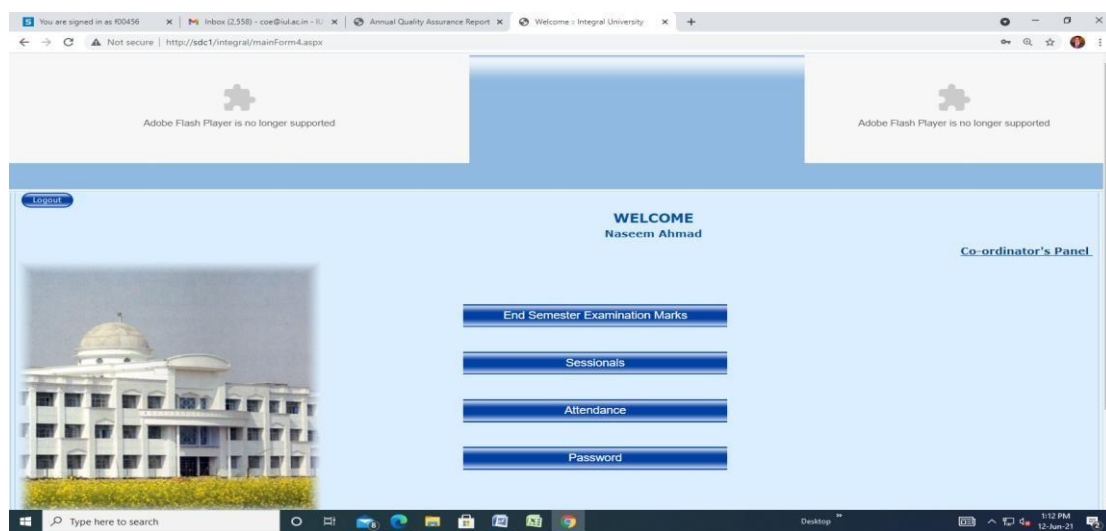 You are signed in as f00456
Inbox (2,558) - coe@iul.ac.in - IU
Annual Quality Assurance Report
Welcome :: Integral University
Not secure | http://sdc1/integral/mainForm4.aspx
Adobe Flash Player is no longer supported
Adobe Flash Player is no longer supported
Logout
WELCOME
Naseem Ahmad
Co-ordinator's Panel
End Semester Examination Marks
Sessionals
Attendance
Password
Type here to search
Desktop
1:12 PM
12-Jun-21